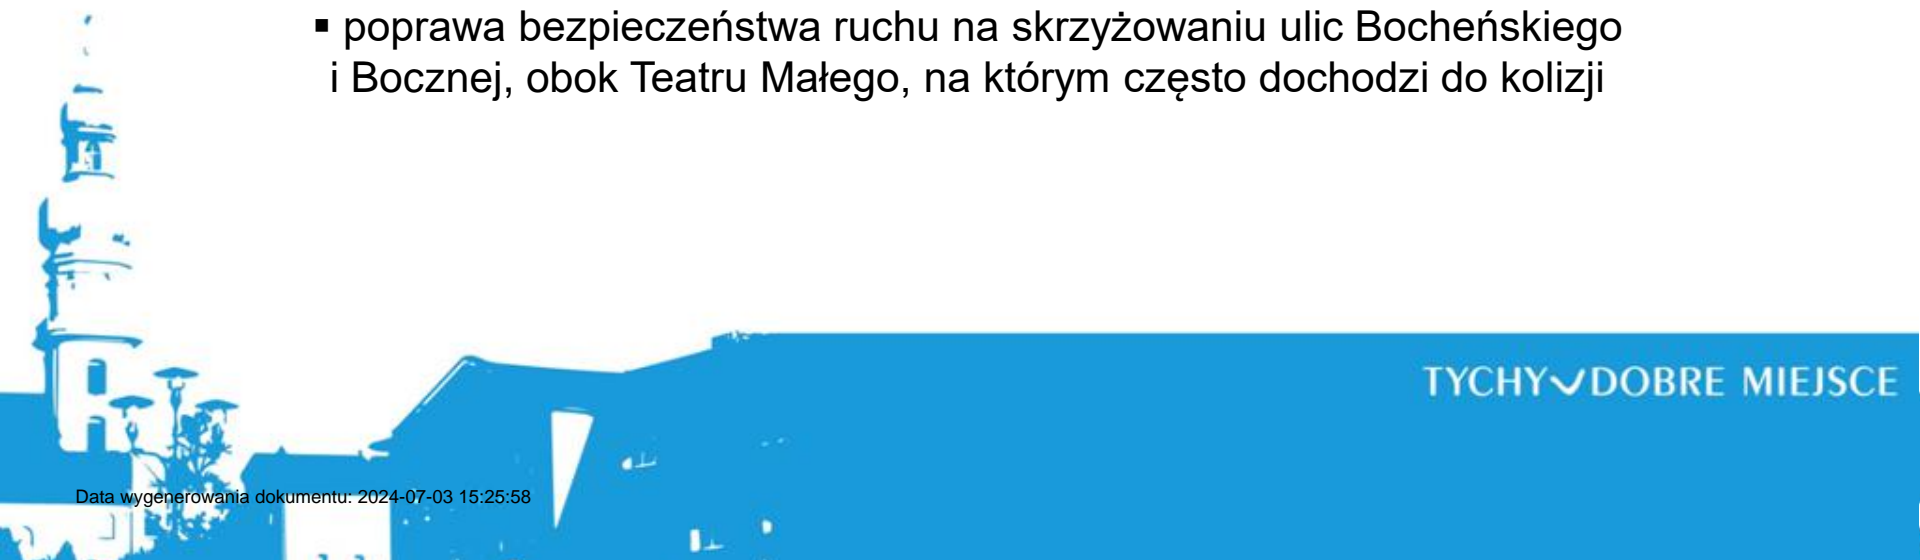 ▪ poprawa bezpieczeństwa ruchu na skrzyżowaniu ulic Bocheńskiego
i Bocznej, obok Teatru Małego, na którym często dochodzi do kolizji
TYCHY DOBRE MIEJSCE
Data wygenerowania dokumentu: 2024-07-03 15:25:58